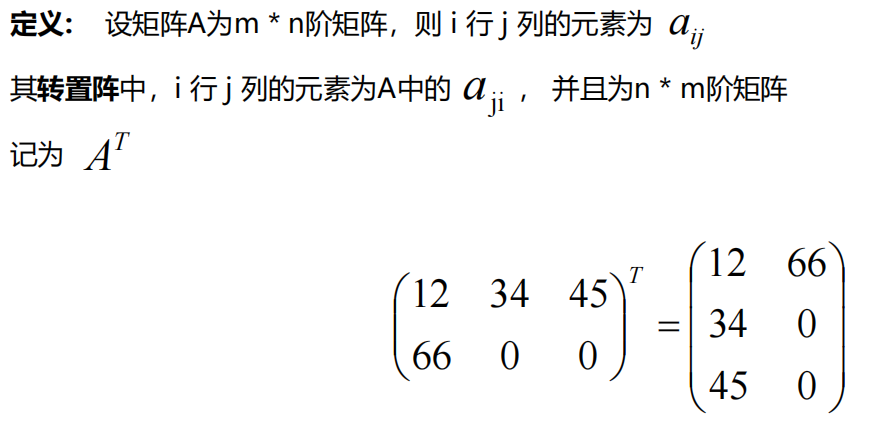 定义： 设矩阵A为m * n阶矩阵，则 i 行 j 列的元素为 a_{ij}
其转置阵中，i 行 j 列的元素为A中的 a_{ji} ， 并且为n * m阶矩阵
记为 A^T
\begin{pmatrix} 12 & 34 & 45 \\ 66 & 0 & 0 \end{pmatrix}^T = \begin{pmatrix} 12 & 66 \\ 34 & 0 \\ 45 & 0 \end{pmatrix}